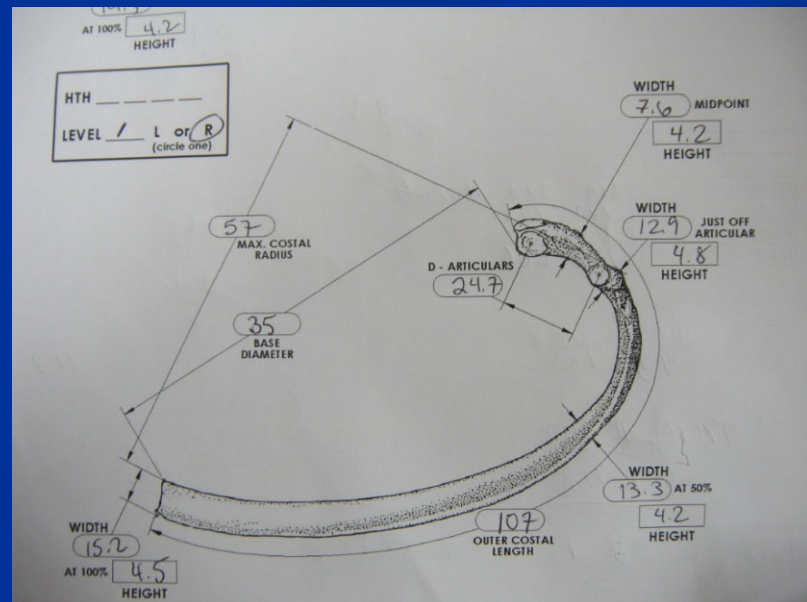 AT 100% 4.2
HEIGHT
HTH _ _ _ _
LEVEL 1 L or R
(circle one)
WIDTH
7.6 MIDPOINT
4.2
HEIGHT
WIDTH
12.9 JUST OFF
ARTICULAR
4.8
HEIGHT
57
MAX. COSTAL
RADIUS
D - ARTICULARS
24.7
35
BASE
DIAMETER
WIDTH
13.3 AT 50%
4.2
HEIGHT
107
OUTER COSTAL
LENGTH
WIDTH
15.2
AT 100% 4.5
HEIGHT